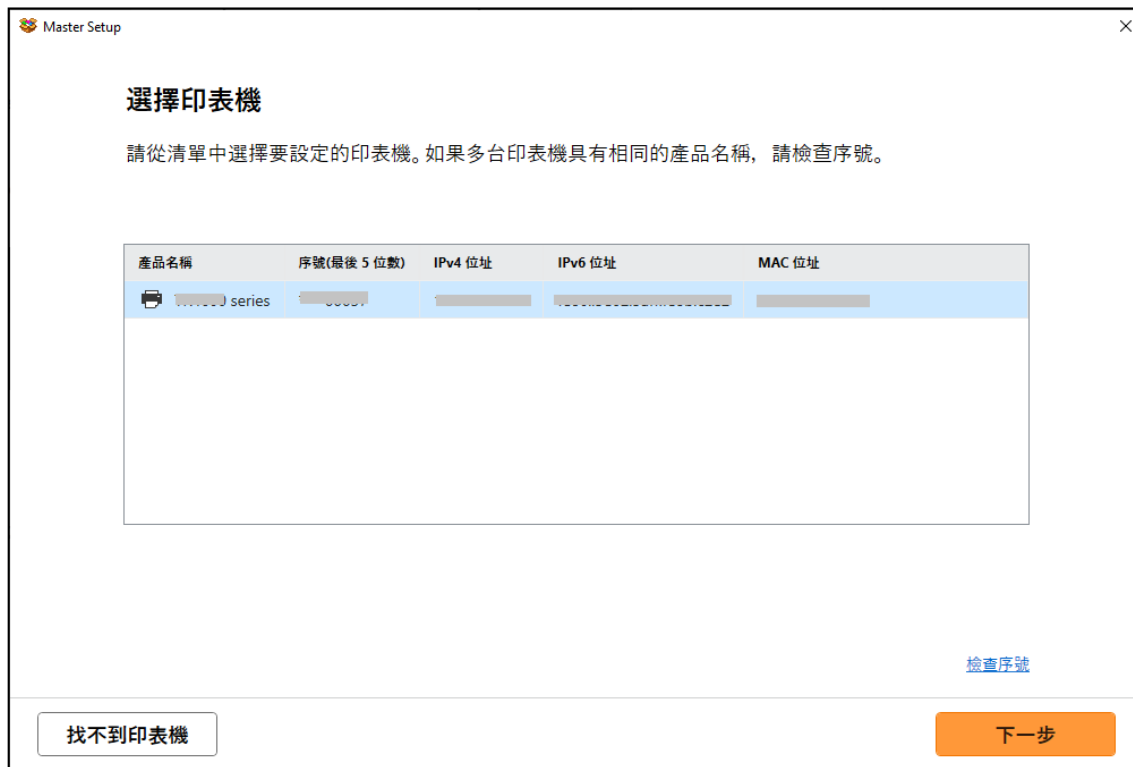 Master Setup
選擇印表機
請從清單中選擇要設定的印表機。如果多台印表機具有相同的產品名稱，請檢查序號。
產品名稱 序號(最後 5 位數) IPv4 位址 IPv6 位址 MAC 位址
series
檢查序號
找不到印表機 下一步